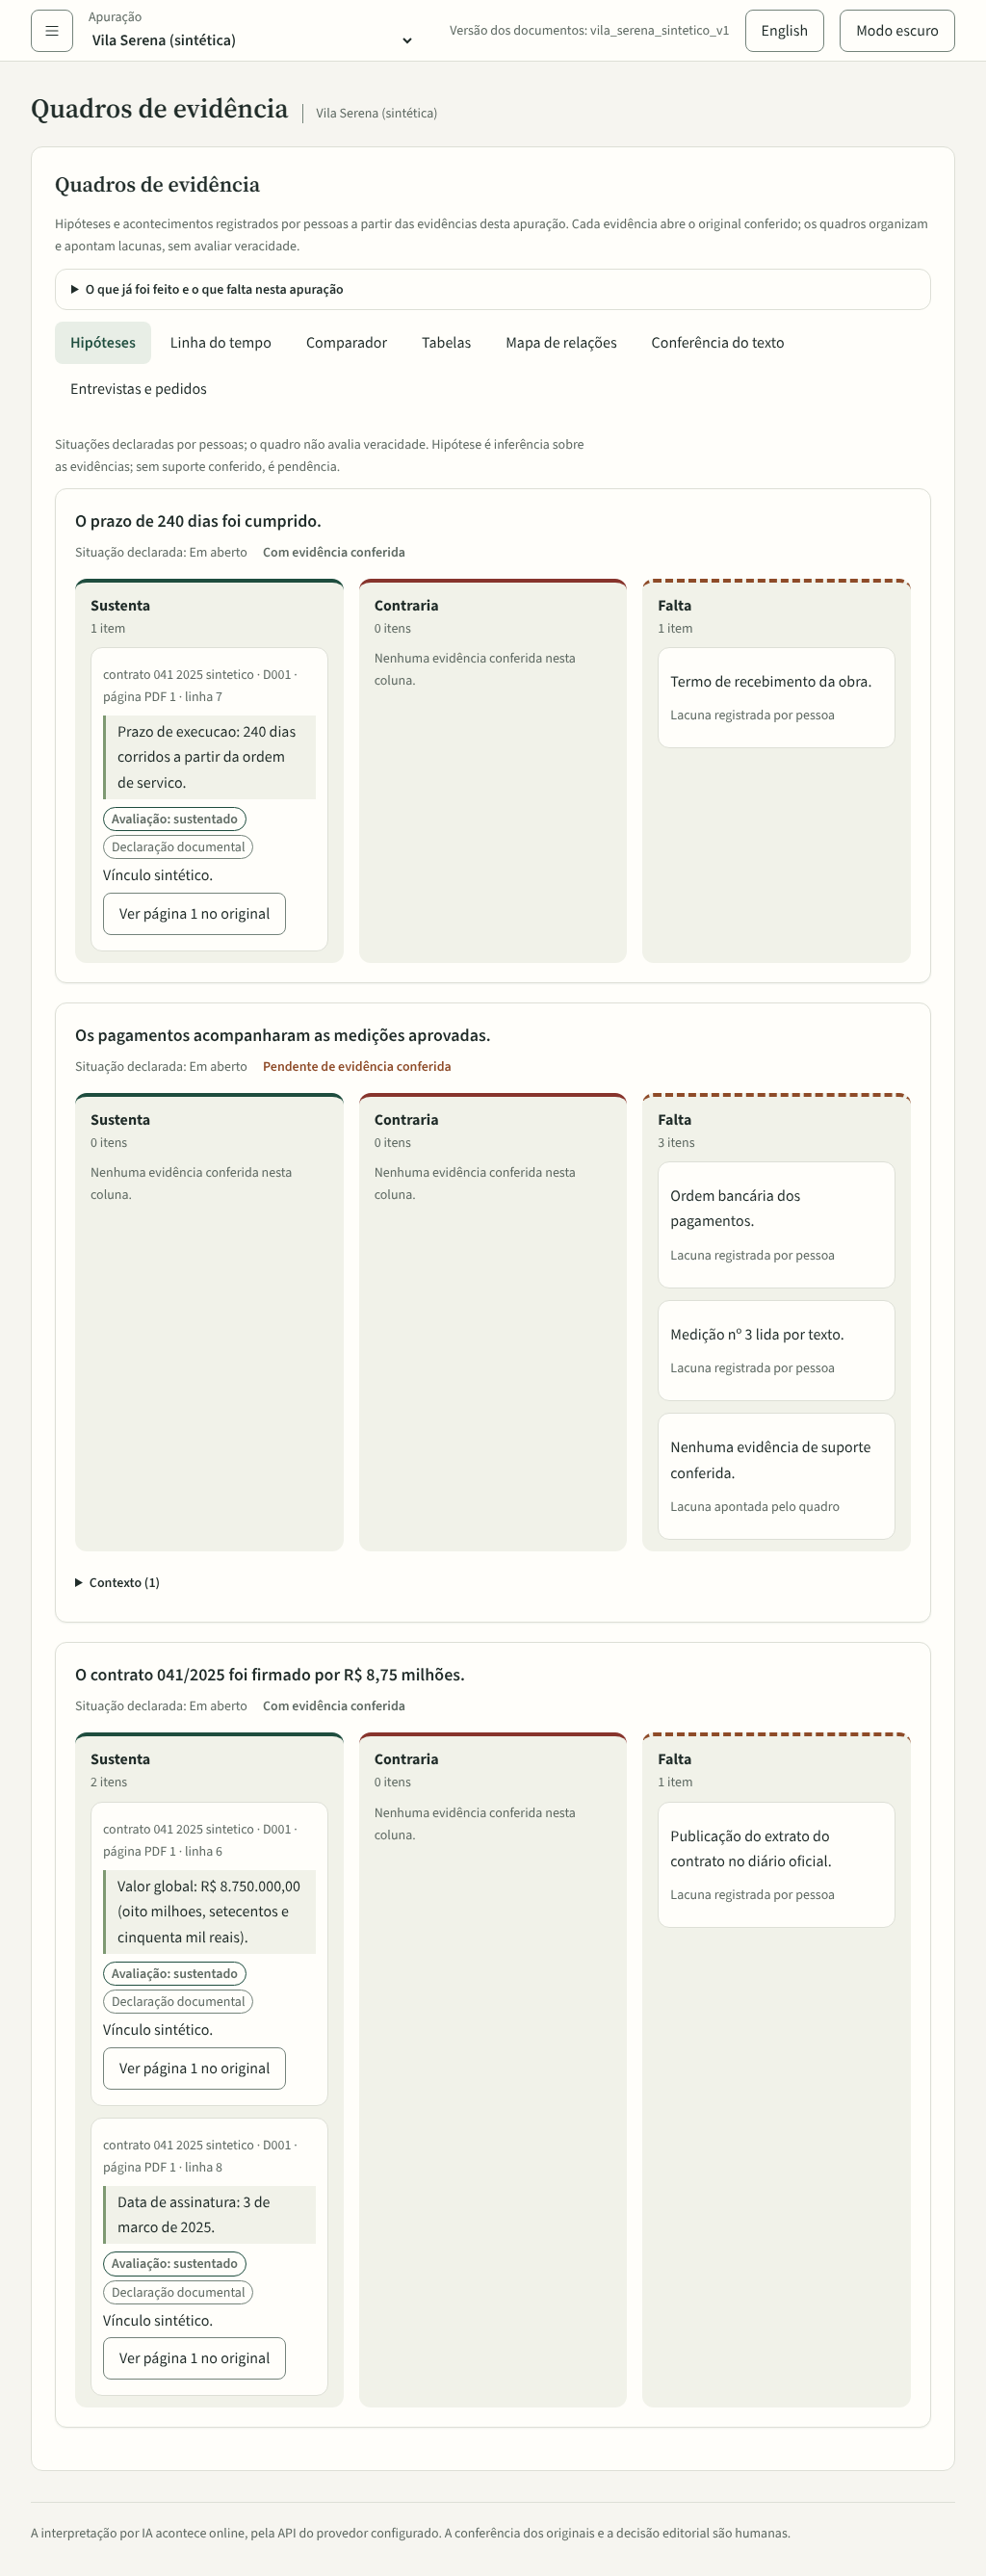 Apuração
Vila Serena (sintética)
Versão dos documentos: vila_serena_sintetico_v1
English
Modo escuro
Quadros de evidência
Vila Serena (sintética)
Quadros de evidência
Hipóteses e acontecimentos registrados por pessoas a partir das evidências desta apuração. Cada evidência abre o original conferido; os quadros organizam
e apontam lacunas, sem avaliar veracidade.
O que já foi feito e o que falta nesta apuração
Hipóteses
Linha do tempo
Comparador
Tabelas
Mapa de relações
Conferência do texto
Entrevistas e pedidos
Situações declaradas por pessoas; o quadro não avalia veracidade. Hipótese é inferência sobre
as evidências; sem suporte conferido, é pendência.
O prazo de 240 dias foi cumprido.
Situação declarada: Em aberto
Com evidência conferida
Sustenta
1 item
contrato 041 2025 sintetico · D001 ·
página PDF 1 · linha 7
Prazo de execucao: 240 dias
corridos a partir da ordem
de servico.
Avaliação: sustentado
Declaração documental
Vínculo sintético.
Ver página 1 no original
Contraria
0 itens
Nenhuma evidência conferida nesta
coluna.
Falta
1 item
Termo de recebimento da obra.
Lacuna registrada por pessoa
Os pagamentos acompanharam as medições aprovadas.
Situação declarada: Em aberto
Pendente de evidência conferida
Sustenta
0 itens
Nenhuma evidência conferida nesta
coluna.
Contraria
0 itens
Nenhuma evidência conferida nesta
coluna.
Falta
3 itens
Ordem bancária dos
pagamentos.
Lacuna registrada por pessoa
Medição nº 3 lida por texto.
Lacuna registrada por pessoa
Nenhuma evidência de suporte
conferida.
Lacuna apontada pelo quadro
Contexto (1)
O contrato 041/2025 foi firmado por R$ 8,75 milhões.
Situação declarada: Em aberto
Com evidência conferida
Sustenta
2 itens
contrato 041 2025 sintetico · D001 ·
página PDF 1 · linha 6
Valor global: R$ 8.750.000,00
(oito milhoes, setecentos e
cinquenta mil reais).
Avaliação: sustentado
Declaração documental
Vínculo sintético.
Ver página 1 no original
contrato 041 2025 sintetico · D001 ·
página PDF 1 · linha 8
Data de assinatura: 3 de
marco de 2025.
Avaliação: sustentado
Declaração documental
Vínculo sintético.
Ver página 1 no original
Contraria
0 itens
Nenhuma evidência conferida nesta
coluna.
Falta
1 item
Publicação do extrato do
contrato no diário oficial.
Lacuna registrada por pessoa
A interpretação por IA acontece online, pela API do provedor configurado. A conferência dos originais e a decisão editorial são humanas.